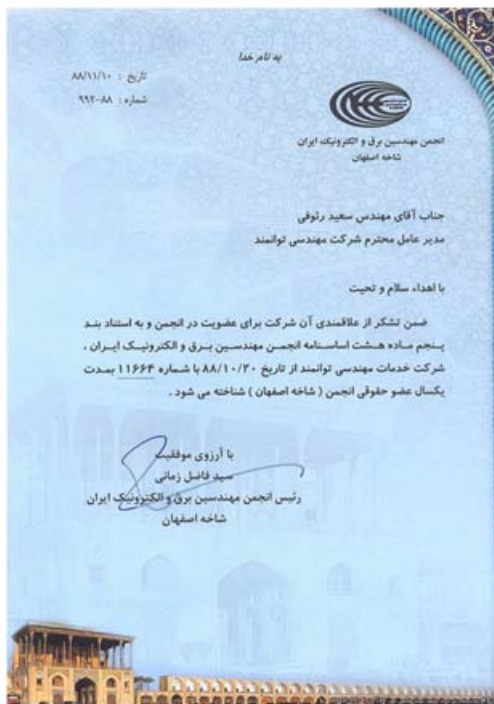 به نام خدا
تاریخ : ۸۸/۱۱/۱۰
شماره : ۹۹۲-۸۸
انجمن مهندسین برق و الکترونیک ایران
شاخه اصفهان
جناب آقای مهندس سعید رئوفی
مدیر عامل محترم شرکت مهندسی توانمند
با اهداء سلام و تحیت
ضمن تشکر از علاقمندی آن شرکت برای عضویت در انجمن و به استناد بند
پنجم ماده هشت اساسنامه انجمن مهندسین برق و الکترونیک ایران ،
شرکت خدمات مهندسی توانمند از تاریخ ۸۸/۱۰/۲۰ با شماره ۱۱۶۶۴ بمدت
یکسال عضو حقوقی انجمن ( شاخه اصفهان ) شناخته می شود .
با آرزوی موفقیت
سید فاضل زمانی
رئیس انجمن مهندسین برق و الکترونیک ایران
شاخه اصفهان